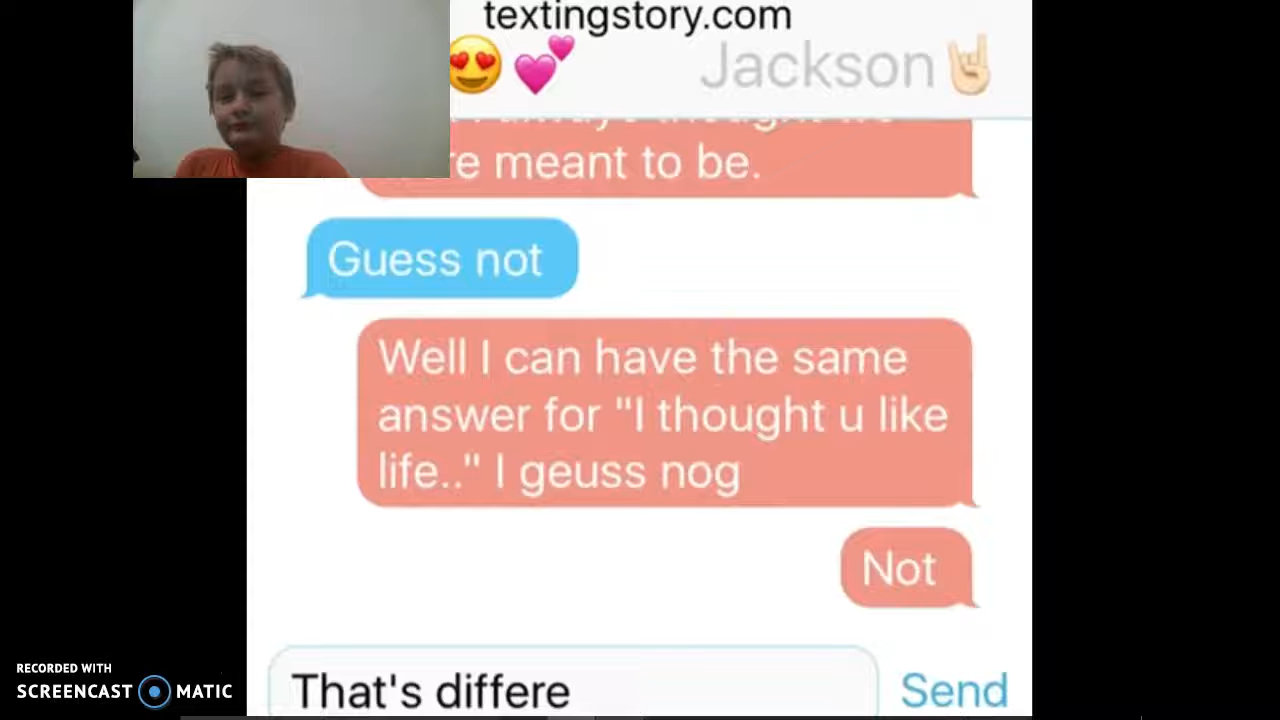 textingstory.com
😍💕 Jackson🤘🏻
re meant to be.
Guess not
Well I can have the same
answer for "I thought u like
life.." I geuss nog
Not
That's differe Send
RECORDED WITH
SCREENCAST MATIC